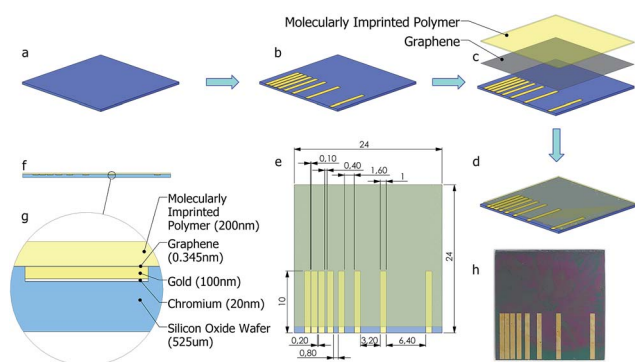 Molecularly Imprinted Polymer
Graphene
a
b
c
d
e
24
0,10
0,40
1,60
1
24
10
0,20
0,80
3,20
6,40
f
g
Molecularly
Imprinted
Polymer (200nm)
Graphene
(0.345nm)
Gold (100nm)
Chromium (20nm)
Silicon Oxide Wafer
(525um)
h